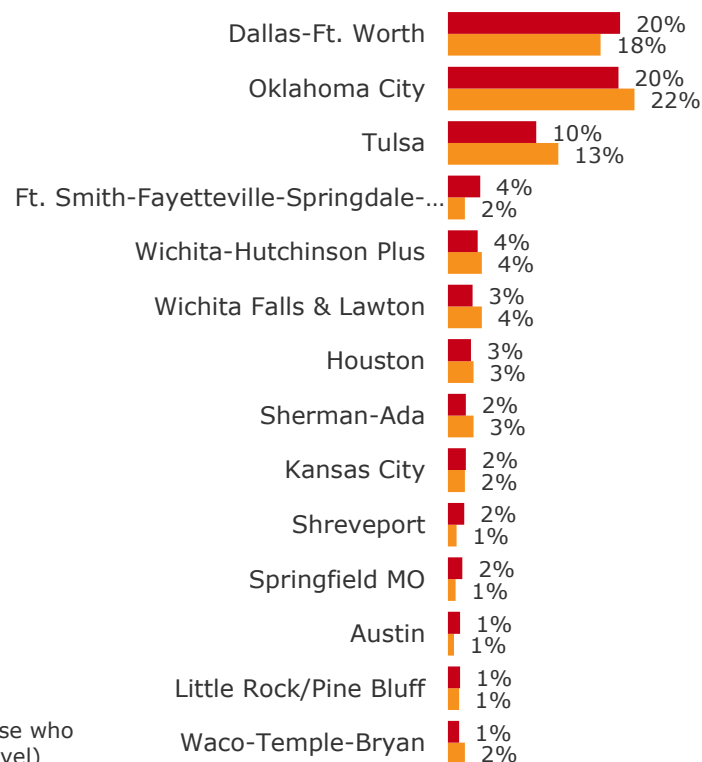 Dallas-Ft. Worth 20%
18%
Oklahoma City 20%
22%
Tulsa 10%
13%
Ft. Smith-Fayetteville-Springdale-... 4%
2%
Wichita-Hutchinson Plus 4%
4%
Wichita Falls & Lawton 3%
4%
Houston 3%
3%
Sherman-Ada 2%
3%
Kansas City 2%
2%
Shreveport 2%
1%
Springfield MO 2%
1%
Austin 1%
1%
Little Rock/Pine Bluff 1%
1%
who
Waco-Temple-Bryan 1%
2%